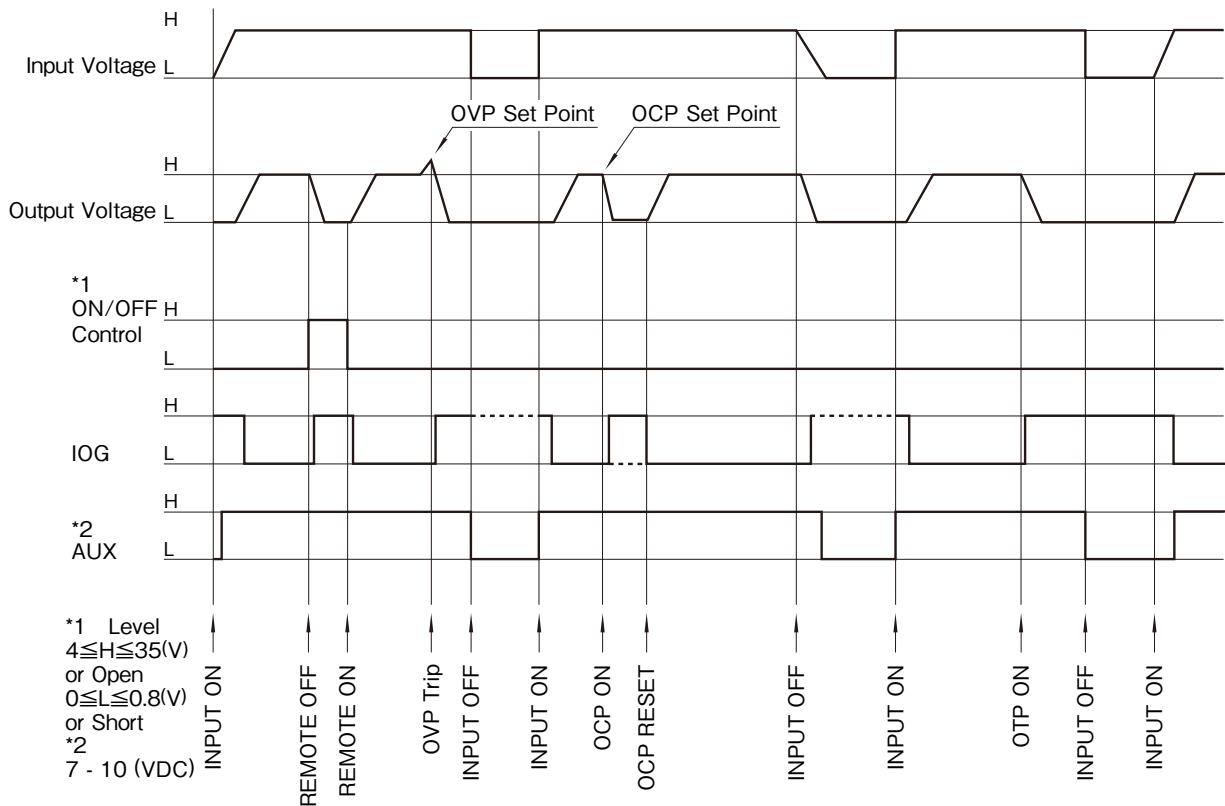 H
Input Voltage L
OVP Set Point
OCP Set Point
H
Output Voltage L
*1
ON/OFF H
Control
L
H
IOG L
H
*2
AUX L
*1 Level
4≦H≦35(V)
or Open
0≦L≦0.8(V)
or Short
*2
7 - 10 (VDC)
INPUT ON
REMOTE OFF
REMOTE ON
OVP Trip
INPUT OFF
INPUT ON
OCP ON
OCP RESET
INPUT OFF
INPUT ON
OTP ON
INPUT OFF
INPUT ON